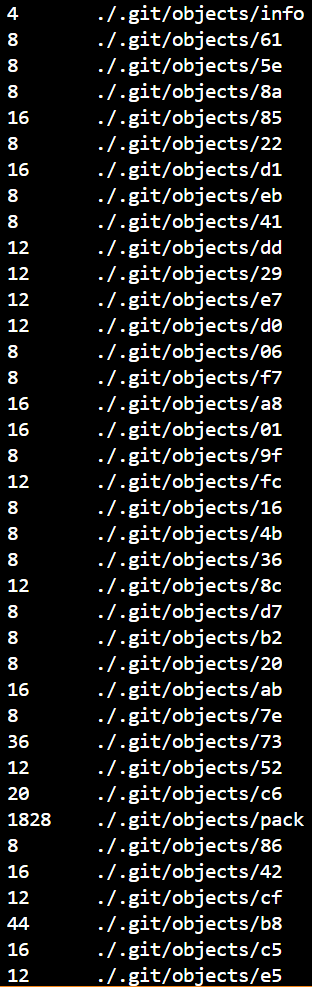 4 ./.git/objects/info
8 ./.git/objects/61
8 ./.git/objects/5e
8 ./.git/objects/8a
16 ./.git/objects/85
8 ./.git/objects/22
16 ./.git/objects/d1
8 ./.git/objects/eb
8 ./.git/objects/41
12 ./.git/objects/dd
12 ./.git/objects/29
12 ./.git/objects/e7
12 ./.git/objects/d0
8 ./.git/objects/06
8 ./.git/objects/f7
16 ./.git/objects/a8
16 ./.git/objects/01
8 ./.git/objects/9f
12 ./.git/objects/fc
8 ./.git/objects/16
8 ./.git/objects/4b
8 ./.git/objects/36
12 ./.git/objects/8c
8 ./.git/objects/d7
8 ./.git/objects/b2
8 ./.git/objects/20
16 ./.git/objects/ab
8 ./.git/objects/7e
36 ./.git/objects/73
12 ./.git/objects/52
20 ./.git/objects/c6
1828 ./.git/objects/pack
8 ./.git/objects/86
16 ./.git/objects/42
12 ./.git/objects/cf
44 ./.git/objects/b8
16 ./.git/objects/c5
12 ./.git/objects/e5